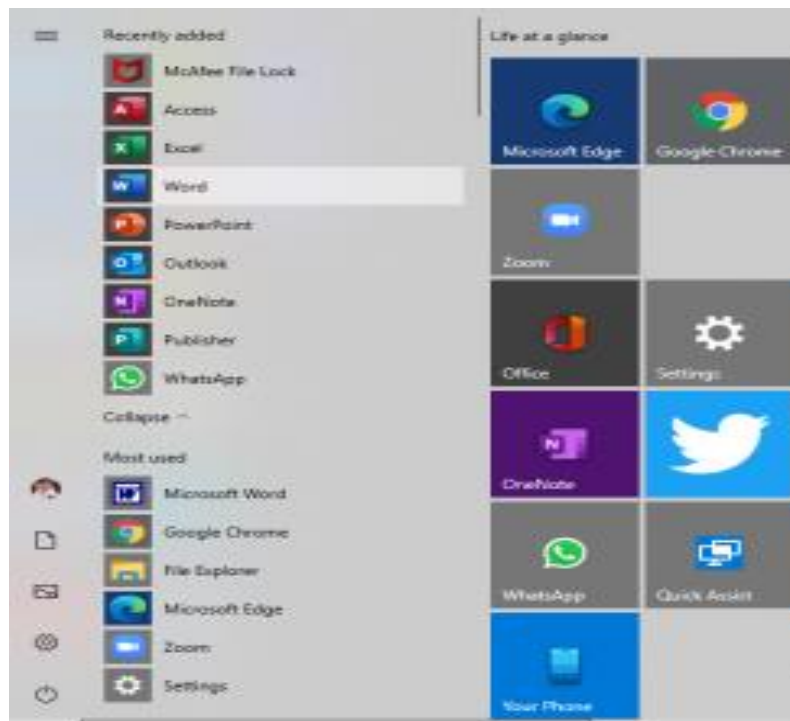 Recently added
McAfee File Lock
Access
Excel
Word
PowerPoint
Outlook
OneNote
Publisher
WhatsApp
Collapse
Most used
Microsoft Word
Google Chrome
File Explorer
Microsoft Edge
Zoom
Settings
Life at a glance
Microsoft Edge
Google Chrome
Zoom
Office
Settings
OneNote
WhatsApp
Quick Assist
Your Phone